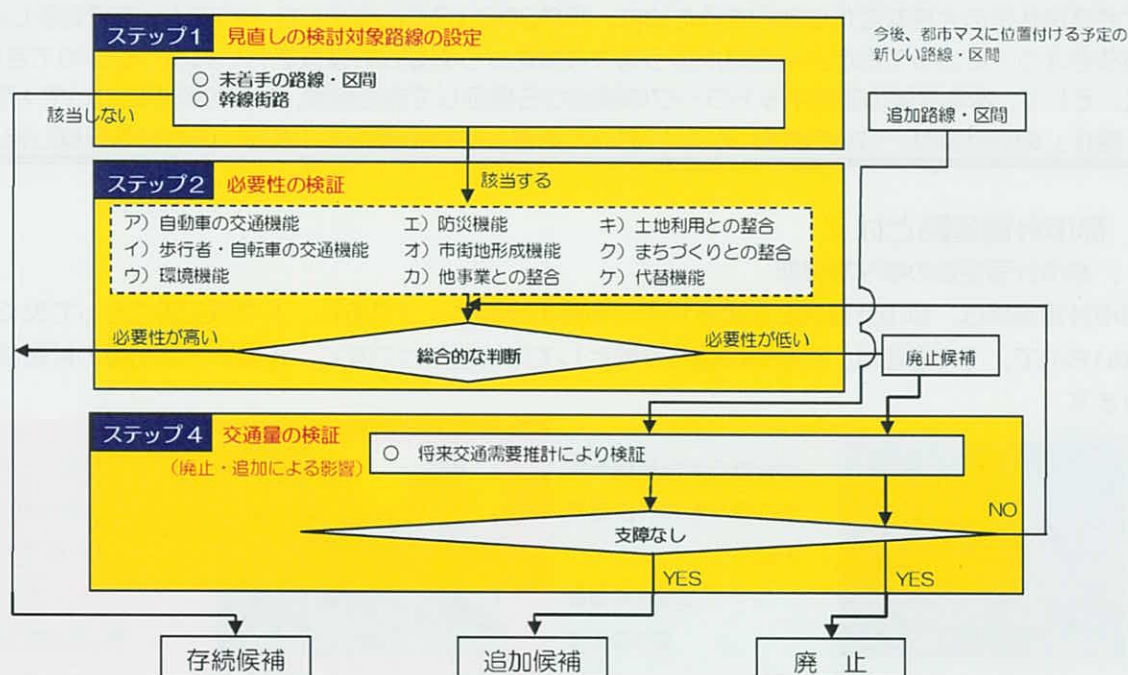 ステップ1 見直しの検討対象路線の設定
○ 未着手の路線・区間
○ 幹線街路
該当しない
今後、都市マスに位置付ける予定の
新しい路線・区間
追加路線・区間
該当する
ステップ2 必要性の検証
ア）自動車の交通機能
イ）歩行者・自転車の交通機能
ウ）環境機能
エ）防災機能
オ）市街地形成機能
カ）他事業との整合
キ）土地利用との整合
ク）まちづくりとの整合
ケ）代替機能
必要性が高い
総合的な判断
必要性が低い
廃止候補
ステップ4 交通量の検証
（廃止・追加による影響）
○ 将来交通需要推計により検証
支障なし
NO
YES
YES
存続候補
追加候補
廃 止